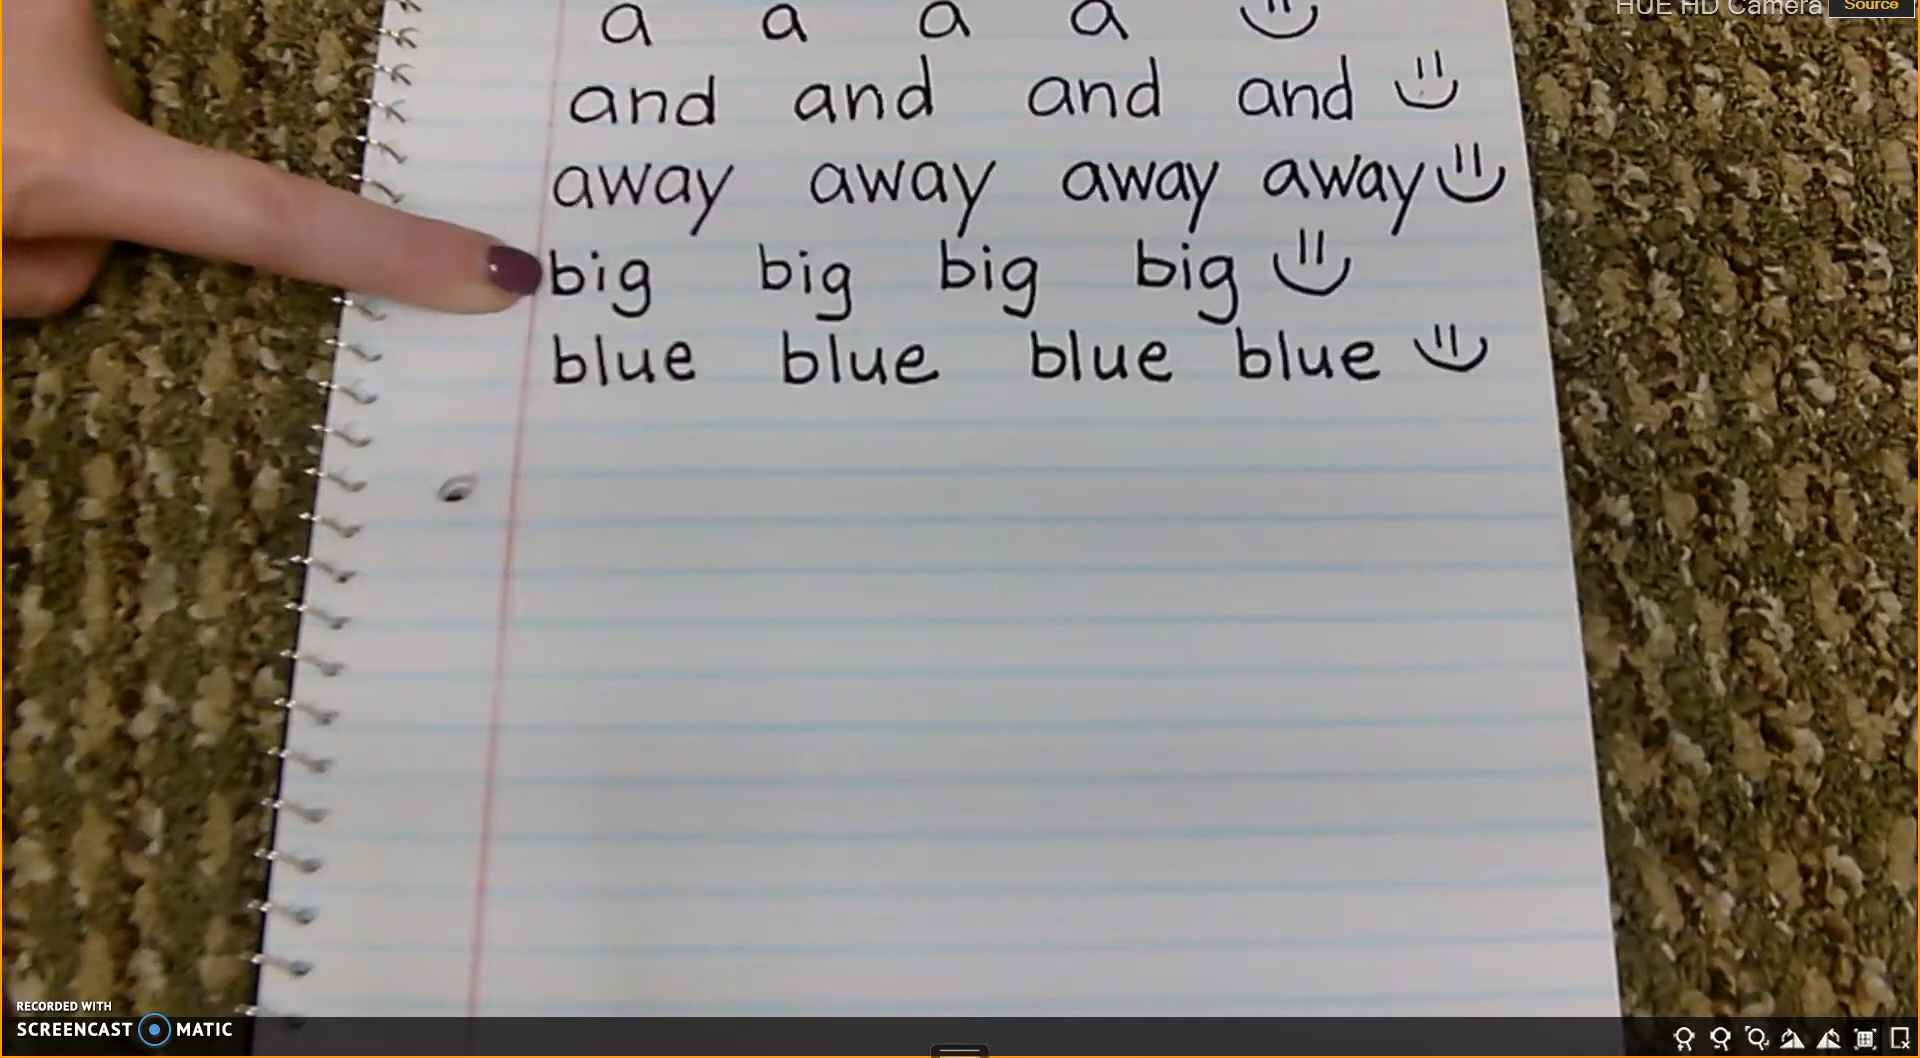 HUE HD Camera Source
a a a a
and and and and
away away away away
big big big big
blue blue blue blue
RECORDED WITH
SCREENCAST MATIC